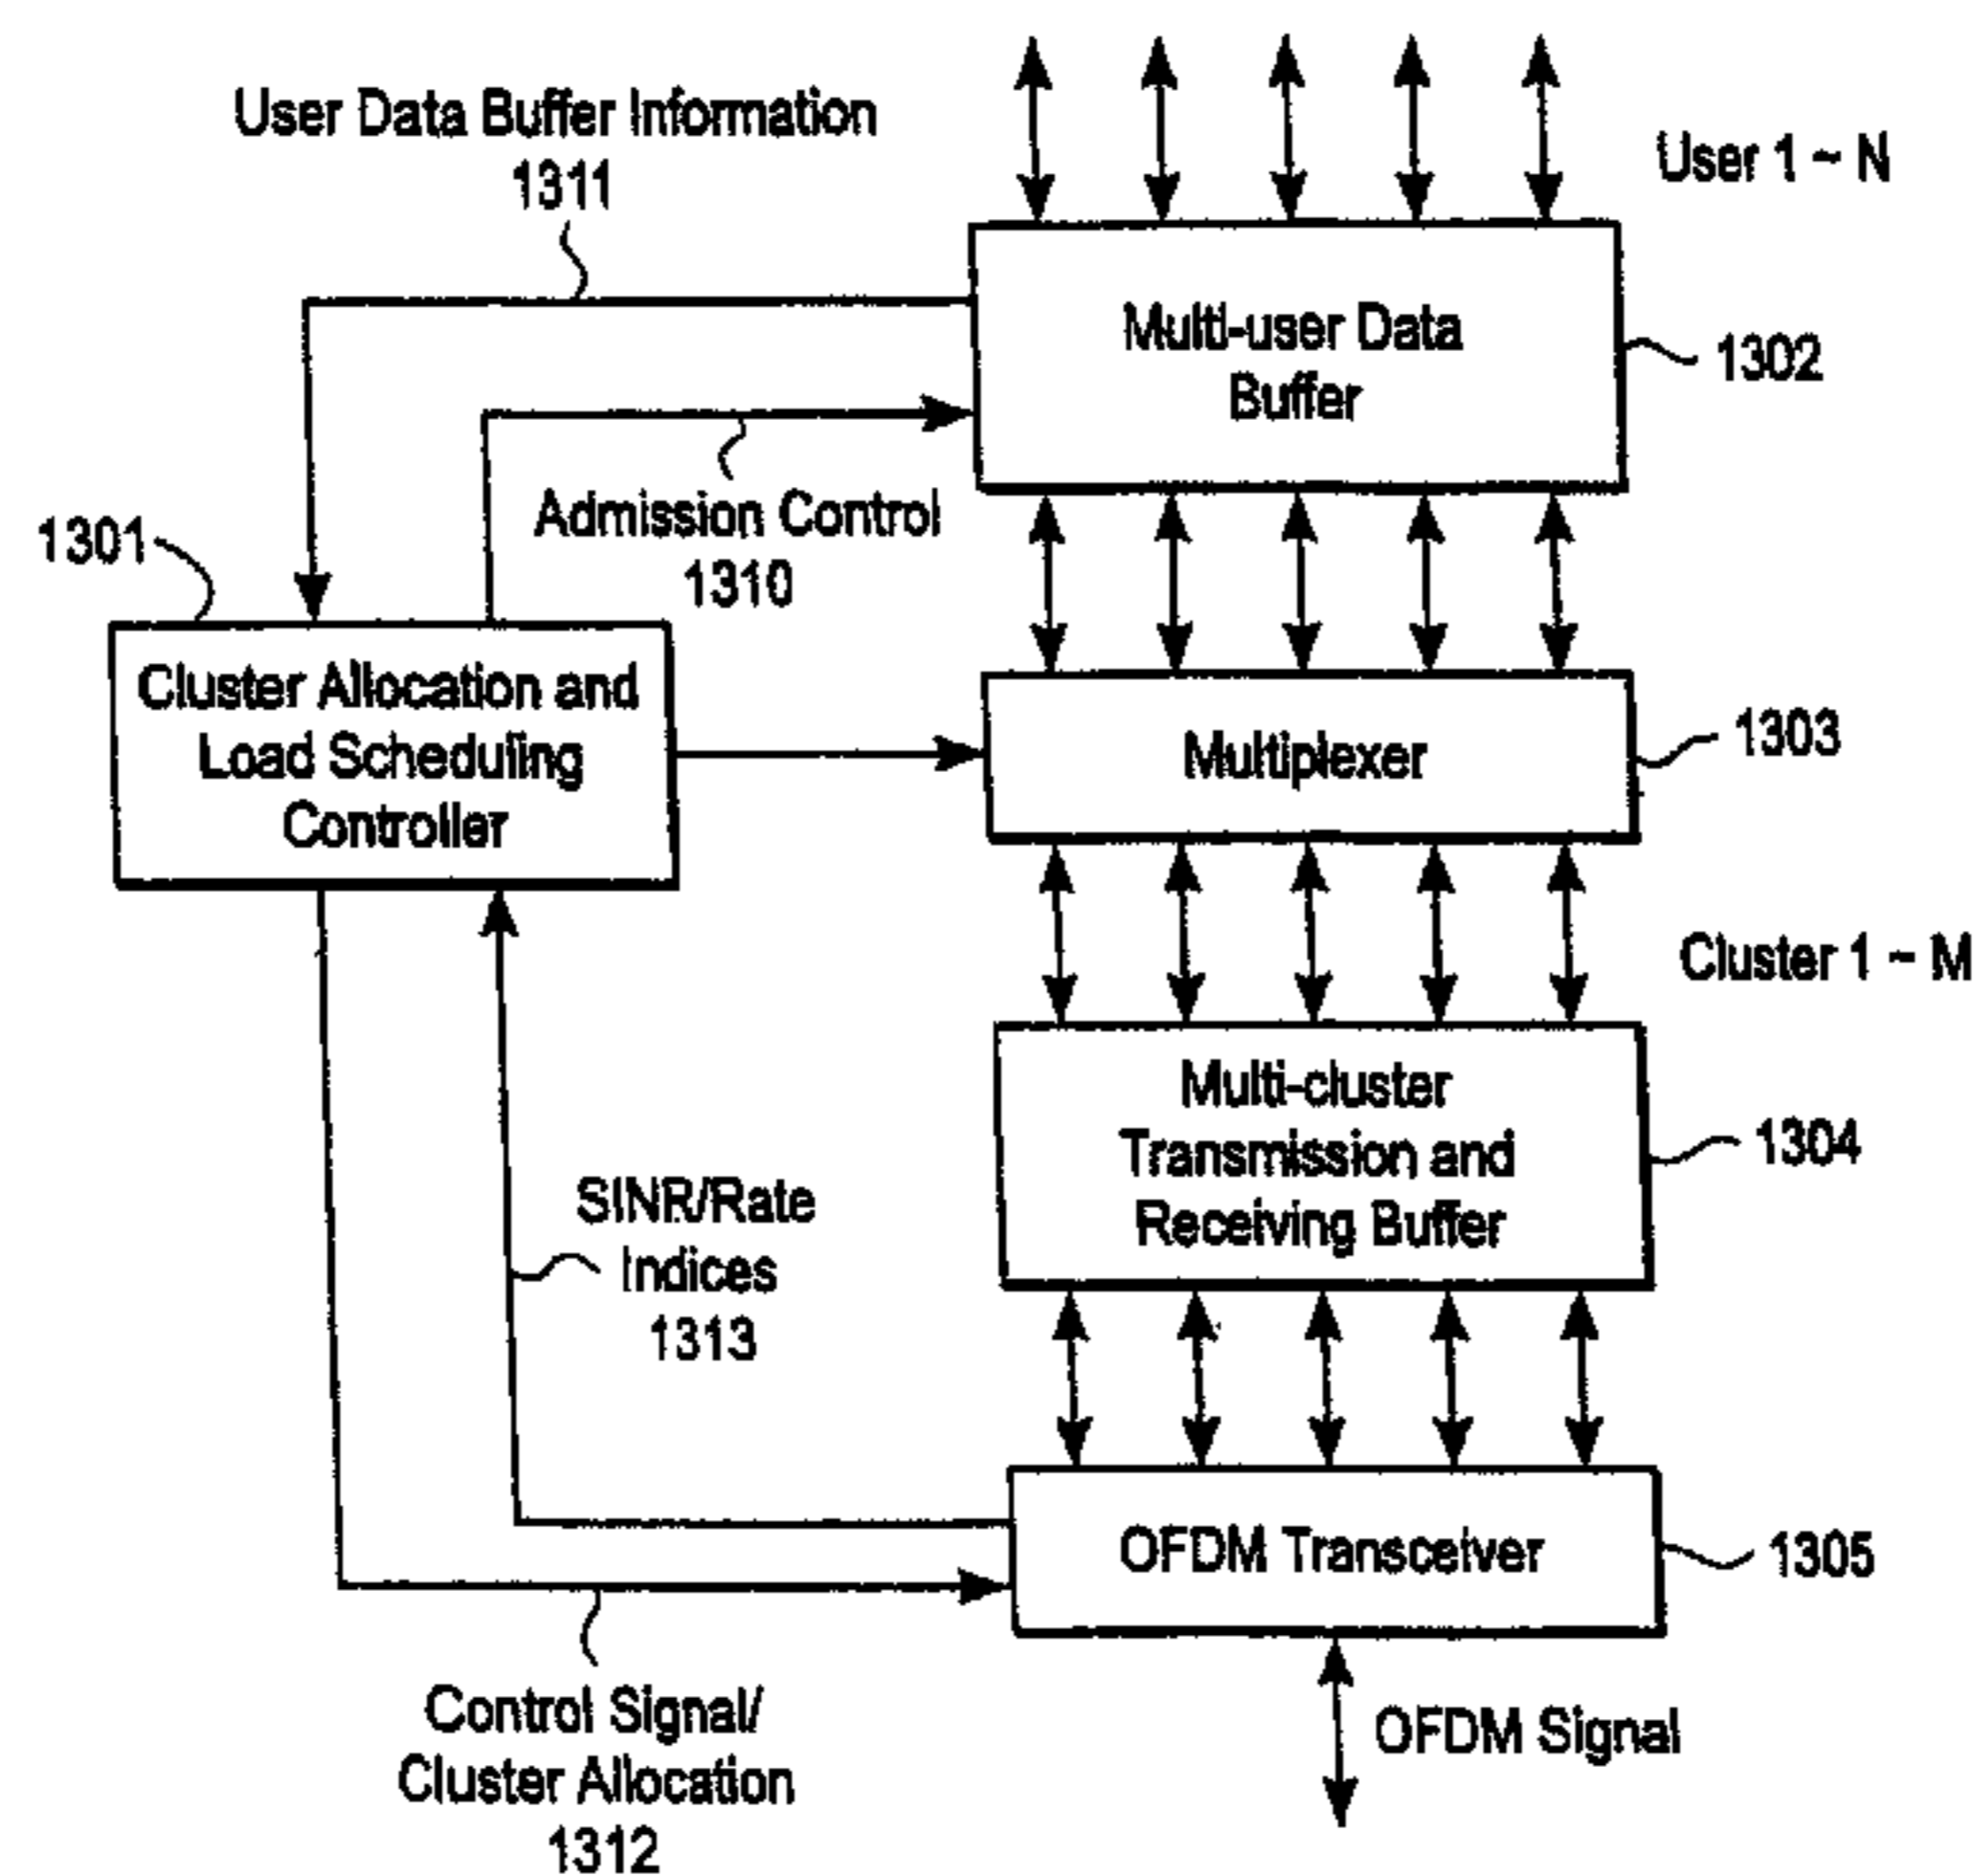 User Data Buffer Information
1311
User 1 ~ N
Multi-user Data
Buffer
1302
Admission Control
1310
1301
Cluster Allocation and
Load Scheduling
Controller
Multiplexer
1303
Cluster 1 ~ M
Multi-cluster
Transmission and
Receiving Buffer
1304
SINR/Rate
Indices
1313
OFDM Transceiver
1305
Control Signal/
Cluster Allocation
1312
OFDM Signal